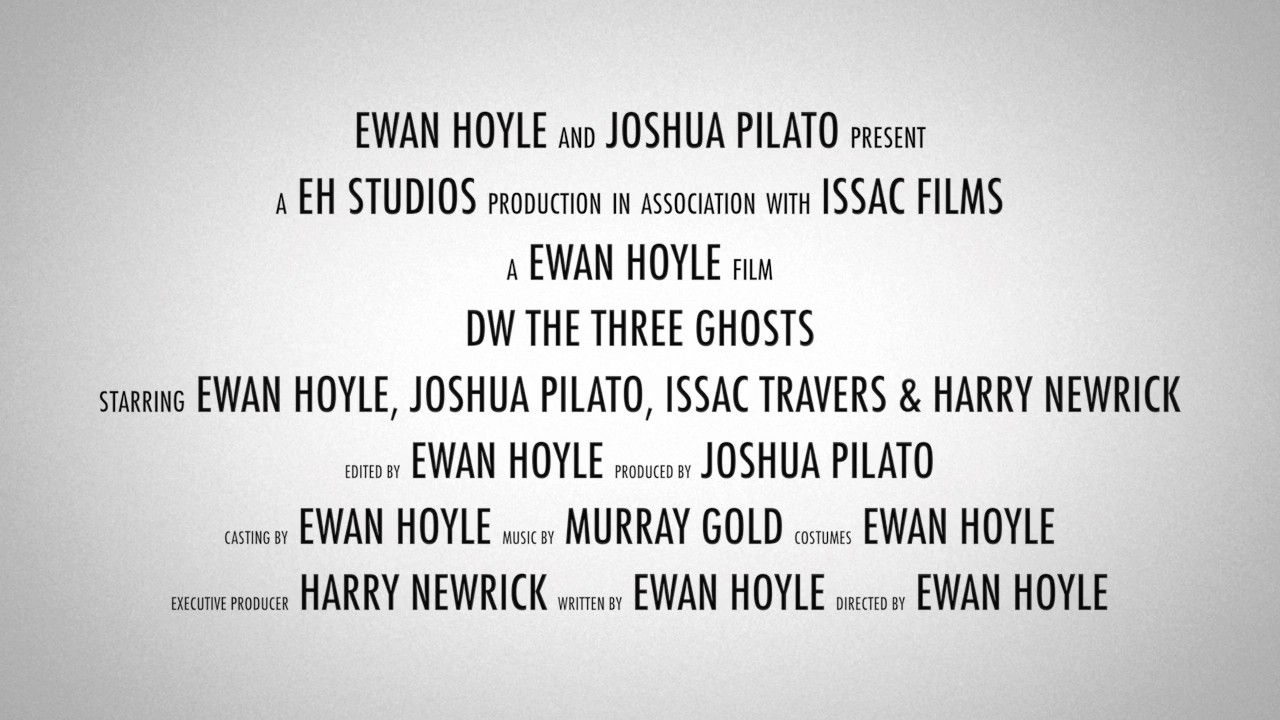 EWAN HOYLE AND JOSHUA PILATO PRESENT
A EH STUDIOS PRODUCTION IN ASSOCIATION WITH ISSAC FILMS
A EWAN HOYLE FILM
DW THE THREE GHOSTS
STARRING EWAN HOYLE, JOSHUA PILATO, ISSAC TRAVERS & HARRY NEWRICK
EDITED BY EWAN HOYLE PRODUCED BY JOSHUA PILATO
CASTING BY EWAN HOYLE MUSIC BY MURRAY GOLD COSTUMES EWAN HOYLE
EXECUTIVE PRODUCER HARRY NEWRICK WRITTEN BY EWAN HOYLE DIRECTED BY EWAN HOYLE